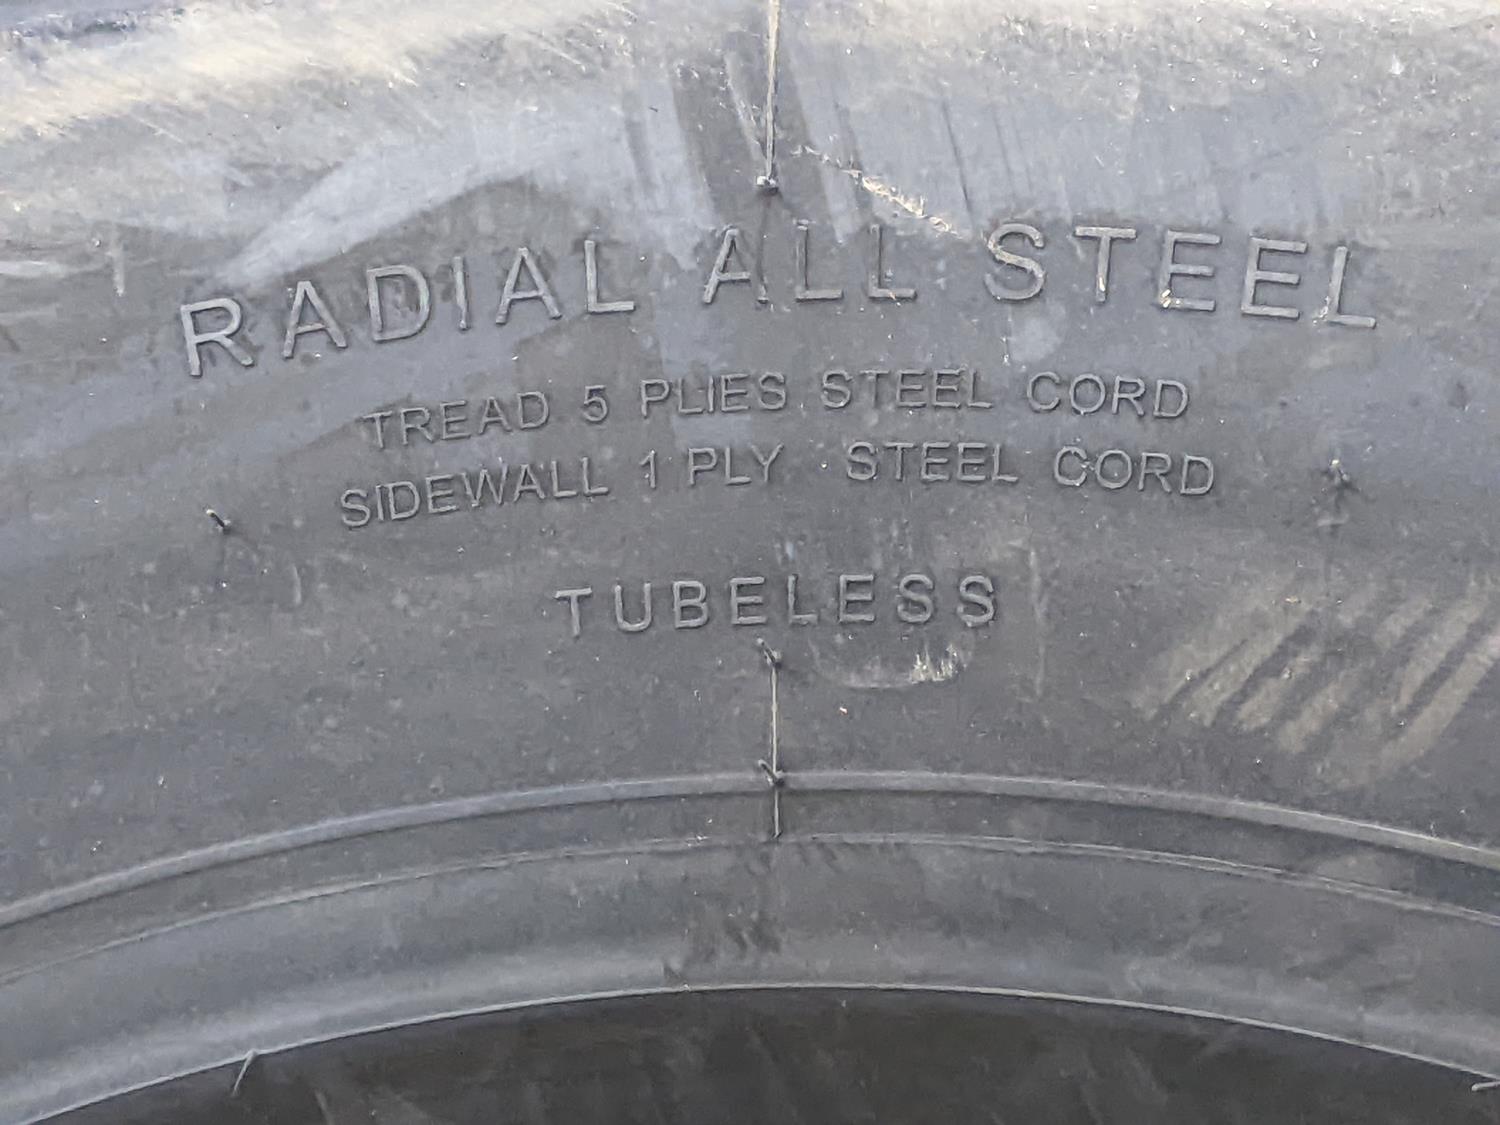 RADIAL ALL STEEL
TREAD 5 PLIES STEEL CORD
SIDEWALL 1 PLY STEEL CORD
TUBELESS